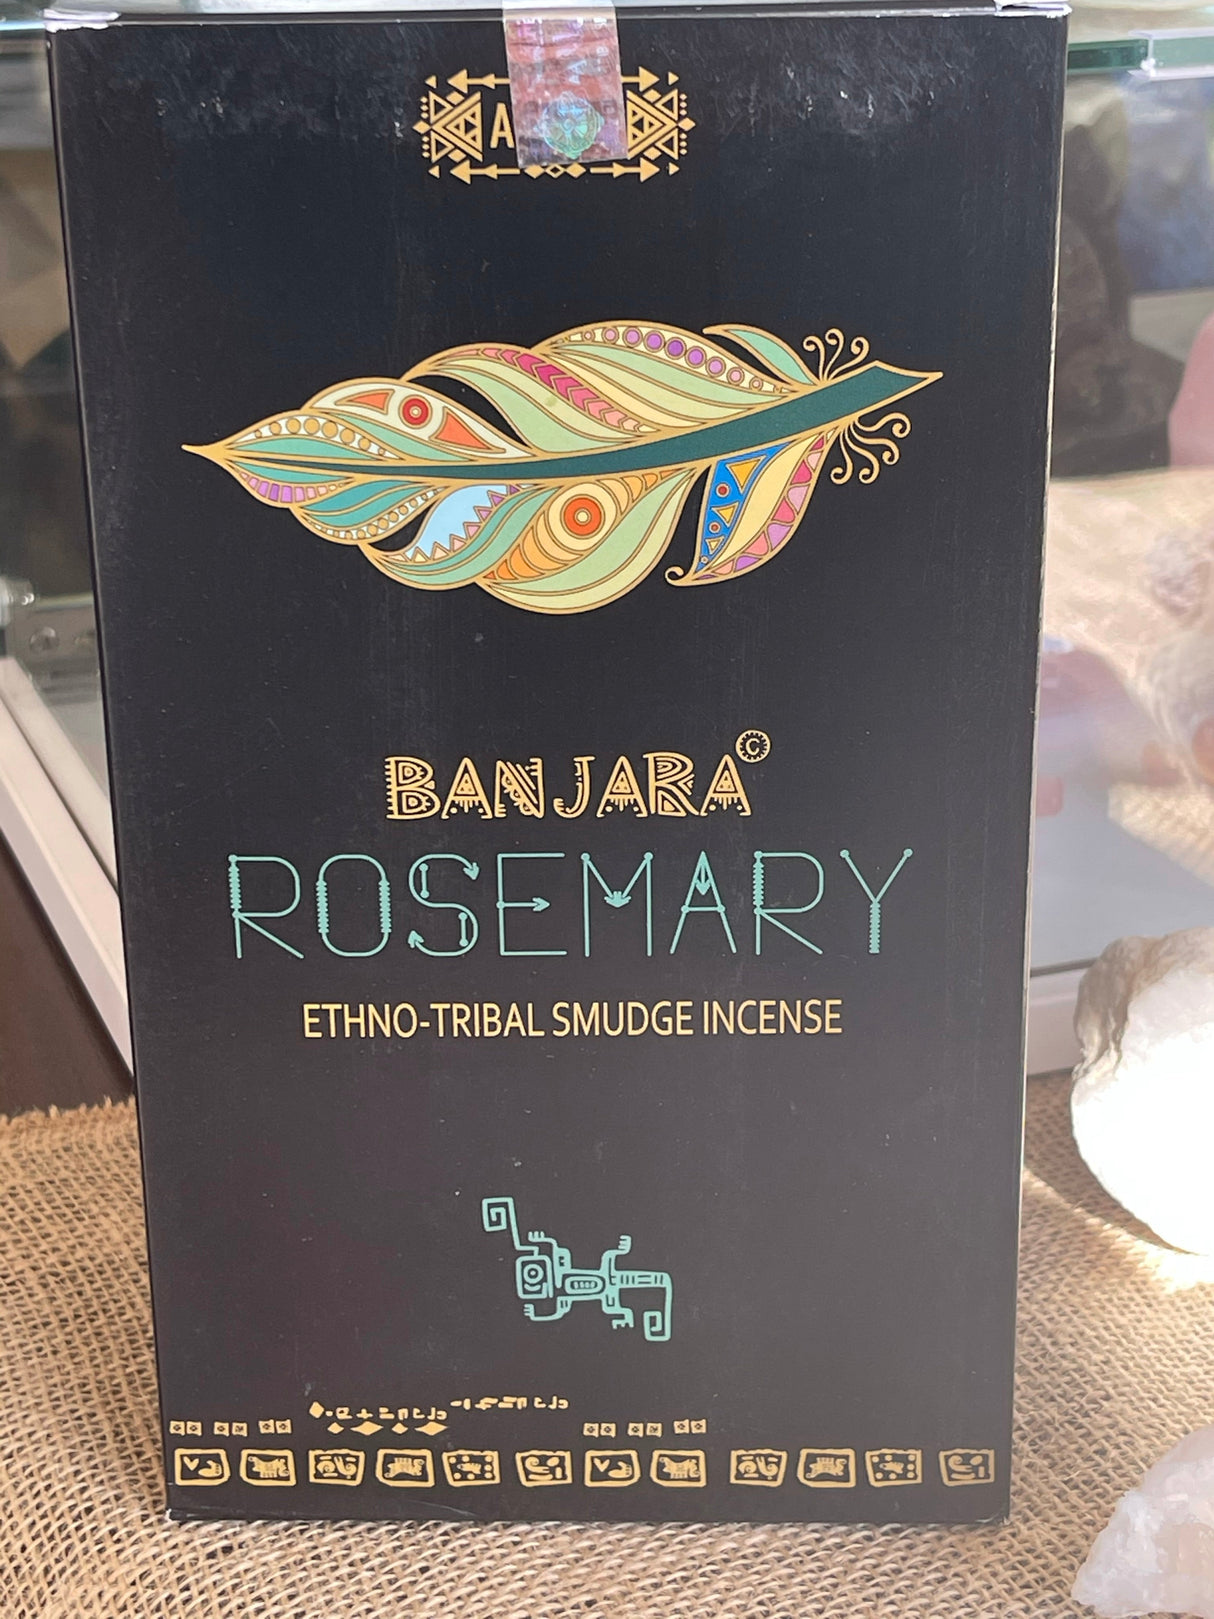 BANJARA©
ROSEMARY
ETHNO-TRIBAL SMUDGE INCENSE